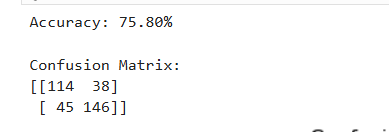 Accuracy: 75.80%
Confusion Matrix:
[[114  38]
 [ 45 146]]